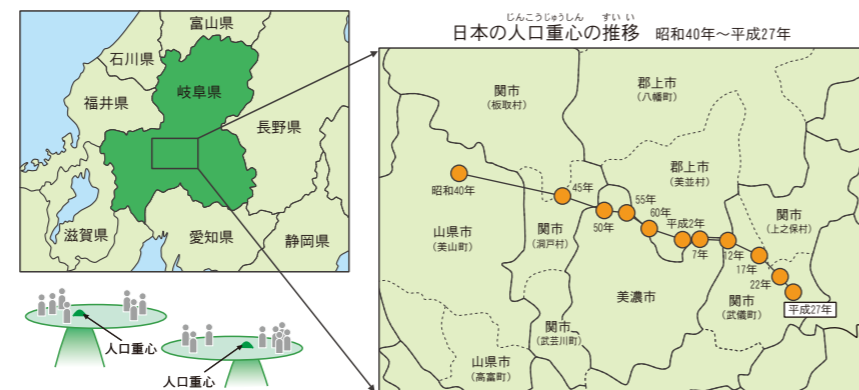 じんこうじゅうしん すいい
日本の人口重心の推移 昭和40年～平成27年
富山県
石川県
岐阜県
福井県
長野県
滋賀県
愛知県
静岡県
人口重心
人口重心
関市
（板取村）
郡上市
（八幡町）
昭和40年
45年
郡上市
（美並村）
山県市
（美山町）
関市
（洞戸村）
50年
55年
60年
平成2年
7年
12年
関市
（上之保村）
17年
22年
平成27年
美濃市
関市
（武儀町）
関市
（武芸川町）
山県市
（高富町）